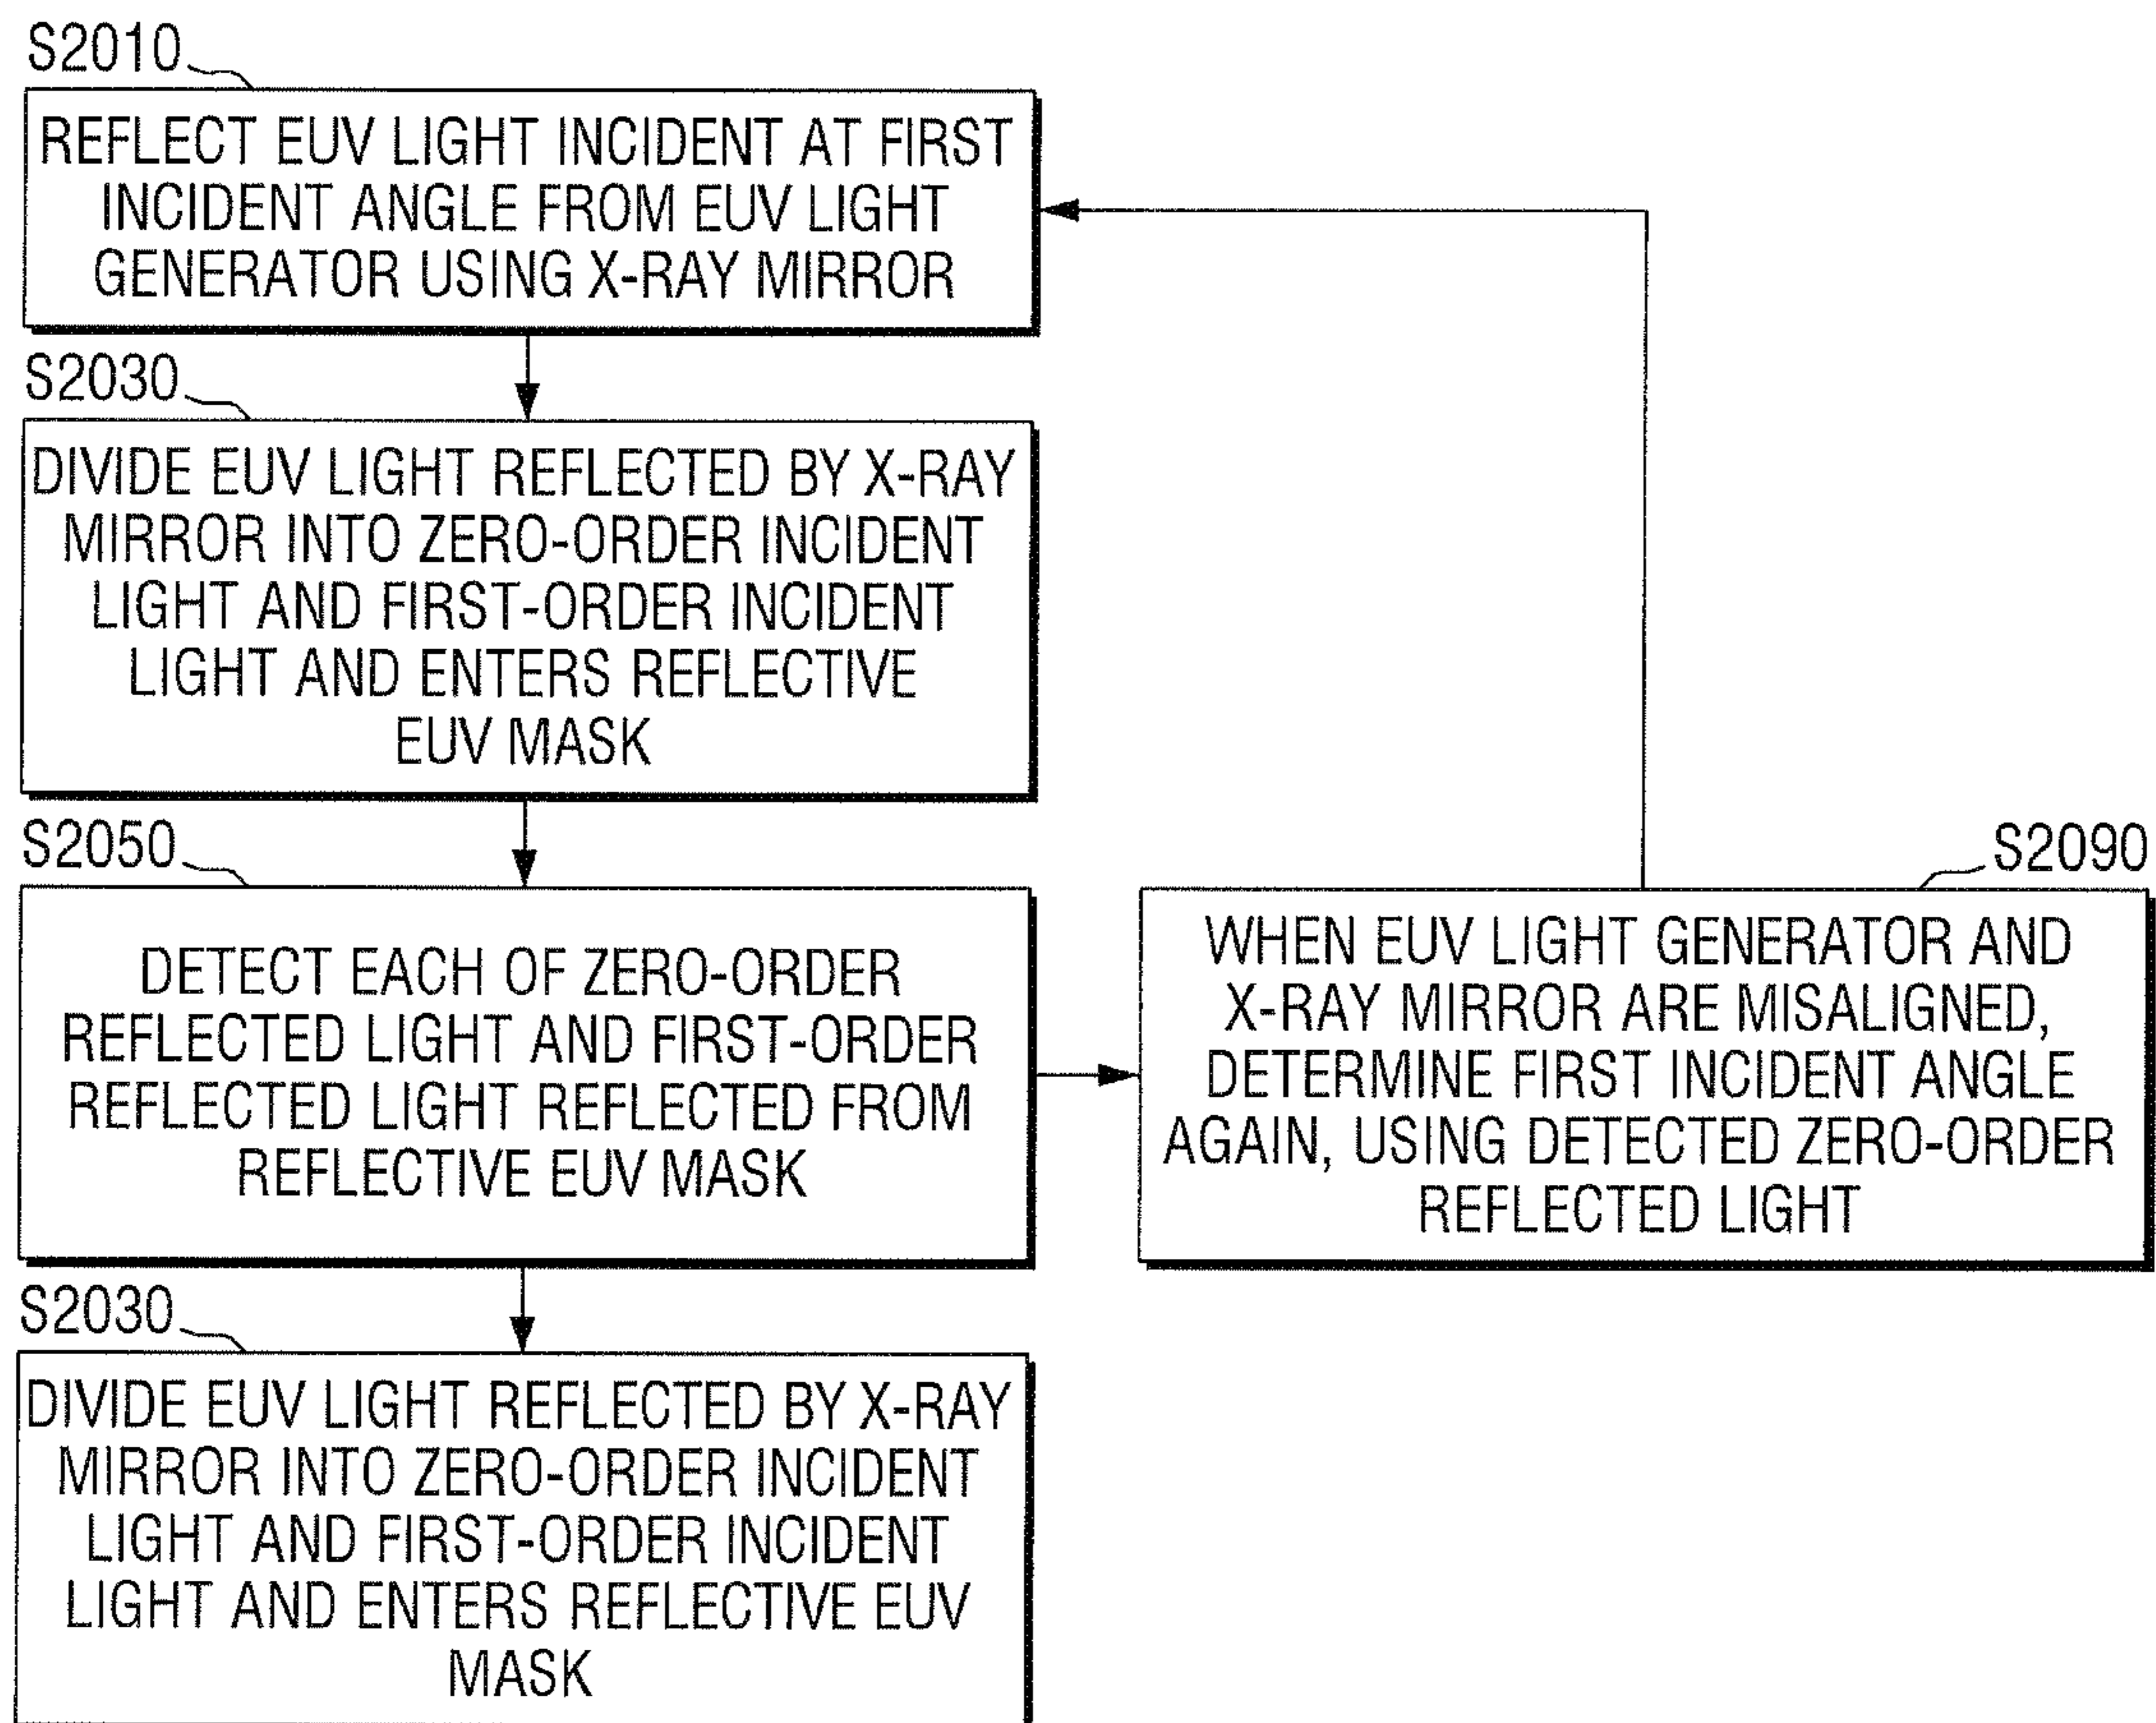 S2010
REFLECT EUV LIGHT INCIDENT AT FIRST
INCIDENT ANGLE FROM EUV LIGHT
GENERATOR USING X-RAY MIRROR
S2030
DIVIDE EUV LIGHT REFLECTED BY X-RAY
MIRROR INTO ZERO-ORDER INCIDENT
LIGHT AND FIRST-ORDER INCIDENT
LIGHT AND ENTERS REFLECTIVE
EUV MASK
S2050
DETECT EACH OF ZERO-ORDER
REFLECTED LIGHT AND FIRST-ORDER
REFLECTED LIGHT REFLECTED FROM
REFLECTIVE EUV MASK
S2090
WHEN EUV LIGHT GENERATOR AND
X-RAY MIRROR ARE MISALIGNED,
DETERMINE FIRST INCIDENT ANGLE
AGAIN, USING DETECTED ZERO-ORDER
REFLECTED LIGHT
S2030
DIVIDE EUV LIGHT REFLECTED BY X-RAY
MIRROR INTO ZERO-ORDER INCIDENT
LIGHT AND FIRST-ORDER INCIDENT
LIGHT AND ENTERS REFLECTIVE EUV
MASK